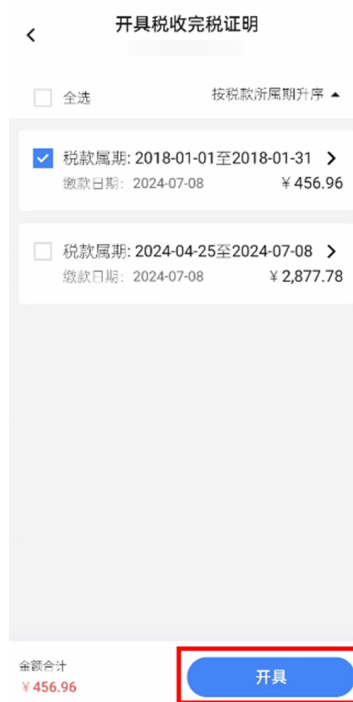 开具税收完税证明
全选 按税款所属期升序
税款属期: 2018-01-01至2018-01-31
缴款日期: 2024-07-08 ¥456.96
税款属期: 2024-04-25至2024-07-08
缴款日期: 2024-07-08 ¥2,877.78
金额合计
¥456.96
开具